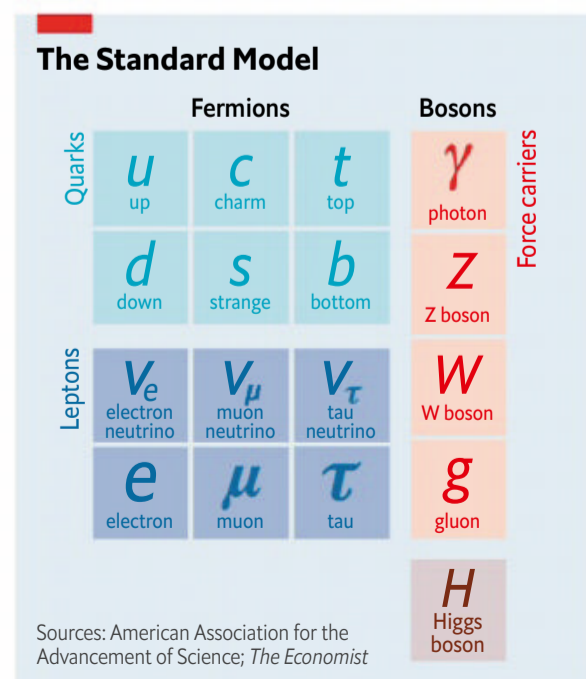 The Standard Model
Fermions
Bosons
Quarks
u
up
c
charm
t
top
d
down
s
strange
b
bottom
Leptons
νe
electron
neutrino
νμ
muon
neutrino
ντ
tau
neutrino
e
electron
μ
muon
τ
tau
γ
photon
Z
Z boson
W
W boson
g
gluon
Force carriers
H
Higgs
boson
Sources: American Association for the
Advancement of Science; The Economist